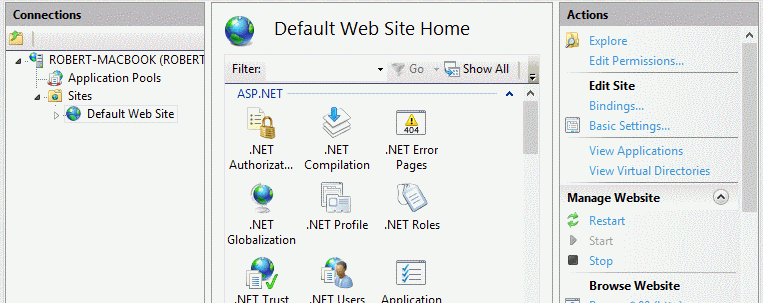 Connections
ROBERT-MACBOOK (ROBERT
Application Pools
Sites
Default Web Site
Default Web Site Home
Filter:
Go
Show All
ASP.NET
.NET Authorizat...
.NET Compilation
404
.NET Error Pages
.NET Globalization
.NET Profile
.NET Roles
.NET Trust
.NET Users
Application
Actions
Explore
Edit Permissions...
Edit Site
Bindings...
Basic Settings...
View Applications
View Virtual Directories
Manage Website
Restart
Start
Stop
Browse Website